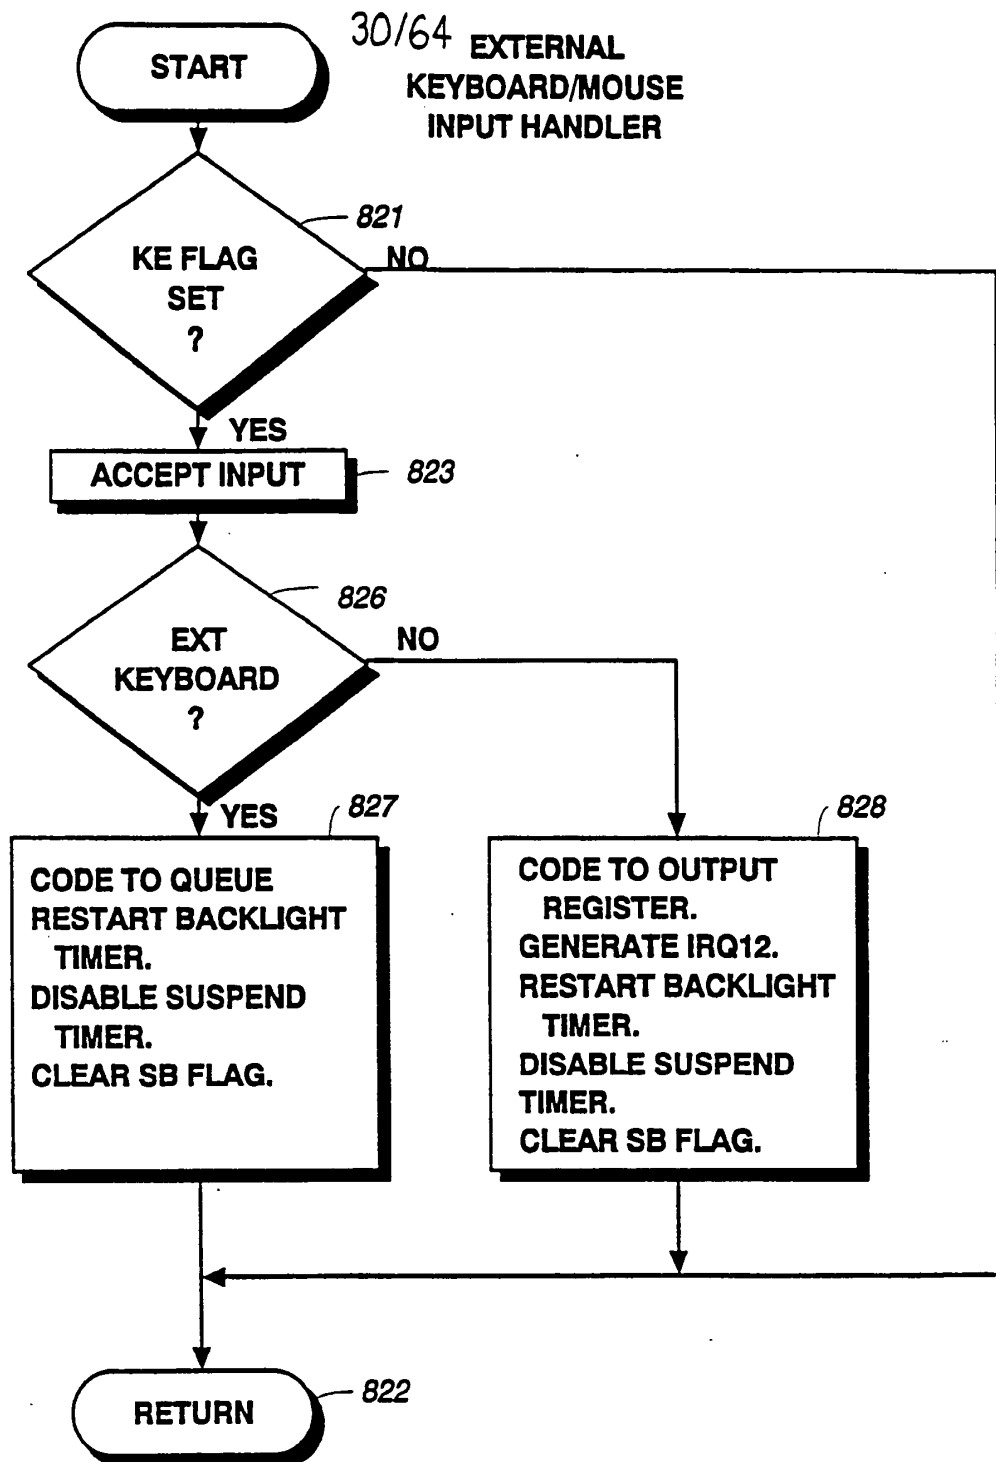 30/64
START
EXTERNAL
KEYBOARD/MOUSE
INPUT HANDLER
821
KE FLAG
SET
?
NO
YES
ACCEPT INPUT
823
826
EXT
KEYBOARD
?
NO
YES
827
CODE TO QUEUE
RESTART BACKLIGHT
TIMER.
DISABLE SUSPEND
TIMER.
CLEAR SB FLAG.
828
CODE TO OUTPUT
REGISTER.
GENERATE IRQ12.
RESTART BACKLIGHT
TIMER.
DISABLE SUSPEND
TIMER.
CLEAR SB FLAG.
RETURN
822